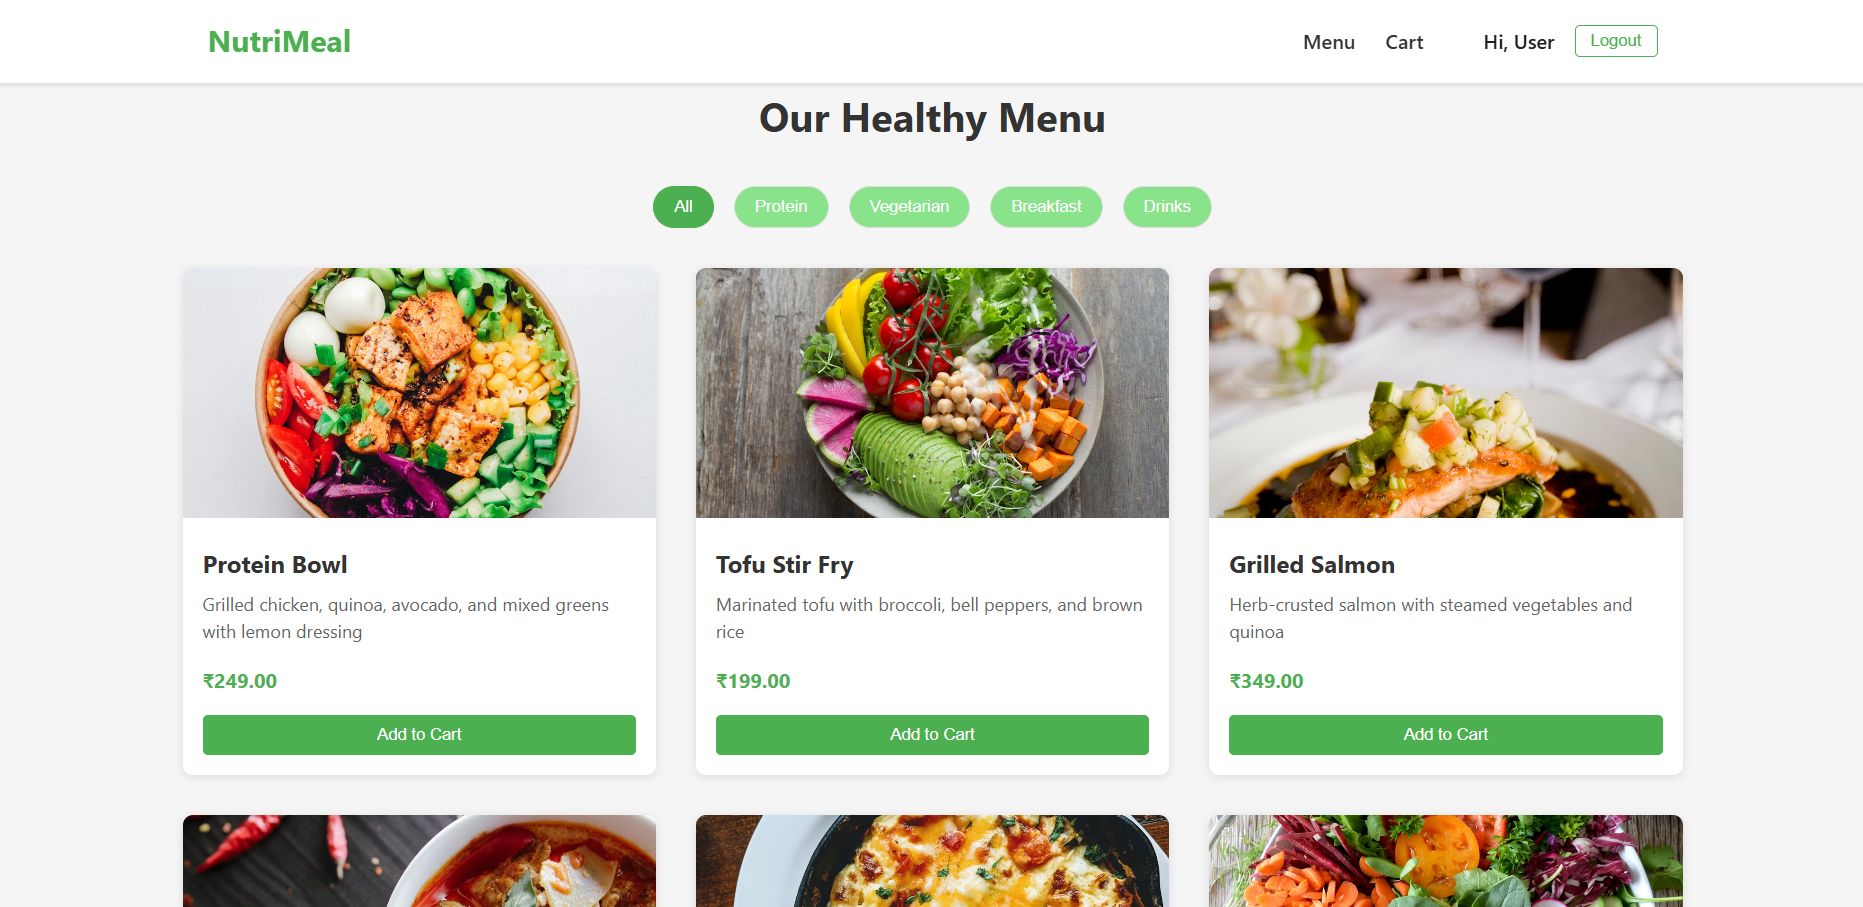 NutriMeal
Menu Cart Hi, User Logout
Our Healthy Menu
All Protein Vegetarian Breakfast Drinks
Protein Bowl
Grilled chicken, quinoa, avocado, and mixed greens
with lemon dressing
₹249.00
Add to Cart
Tofu Stir Fry
Marinated tofu with broccoli, bell peppers, and brown
rice
₹199.00
Add to Cart
Grilled Salmon
Herb-crusted salmon with steamed vegetables and
quinoa
₹349.00
Add to Cart